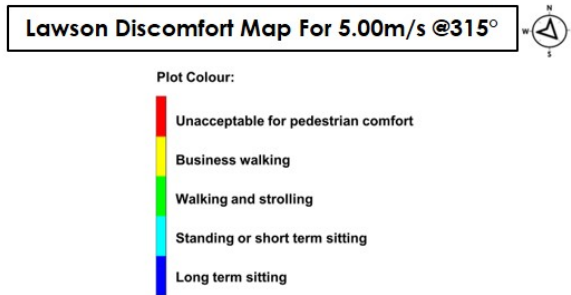 Lawson Discomfort Map For 5.00m/s @315°
N
W
S
Plot Colour:
Unacceptable for pedestrian comfort
Business walking
Walking and strolling
Standing or short term sitting
Long term sitting